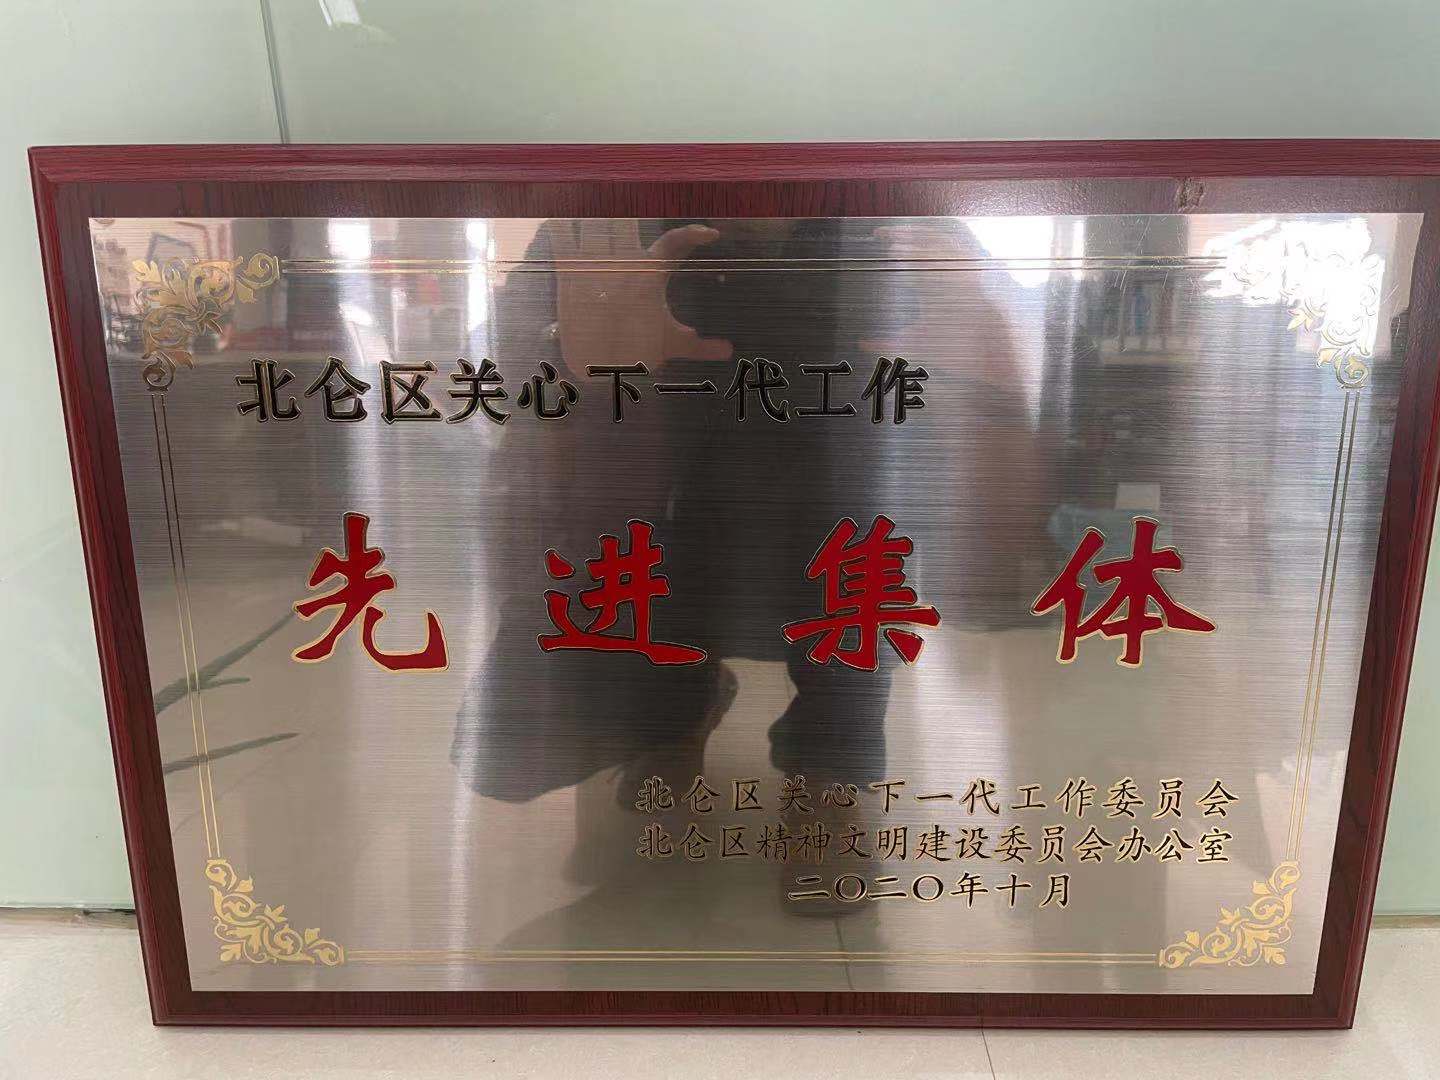 北仑区关心下一代工作
先进集体
北仑区关心下一代工作委员会
北仑区精神文明建设委员会办公室
二〇二〇年十月